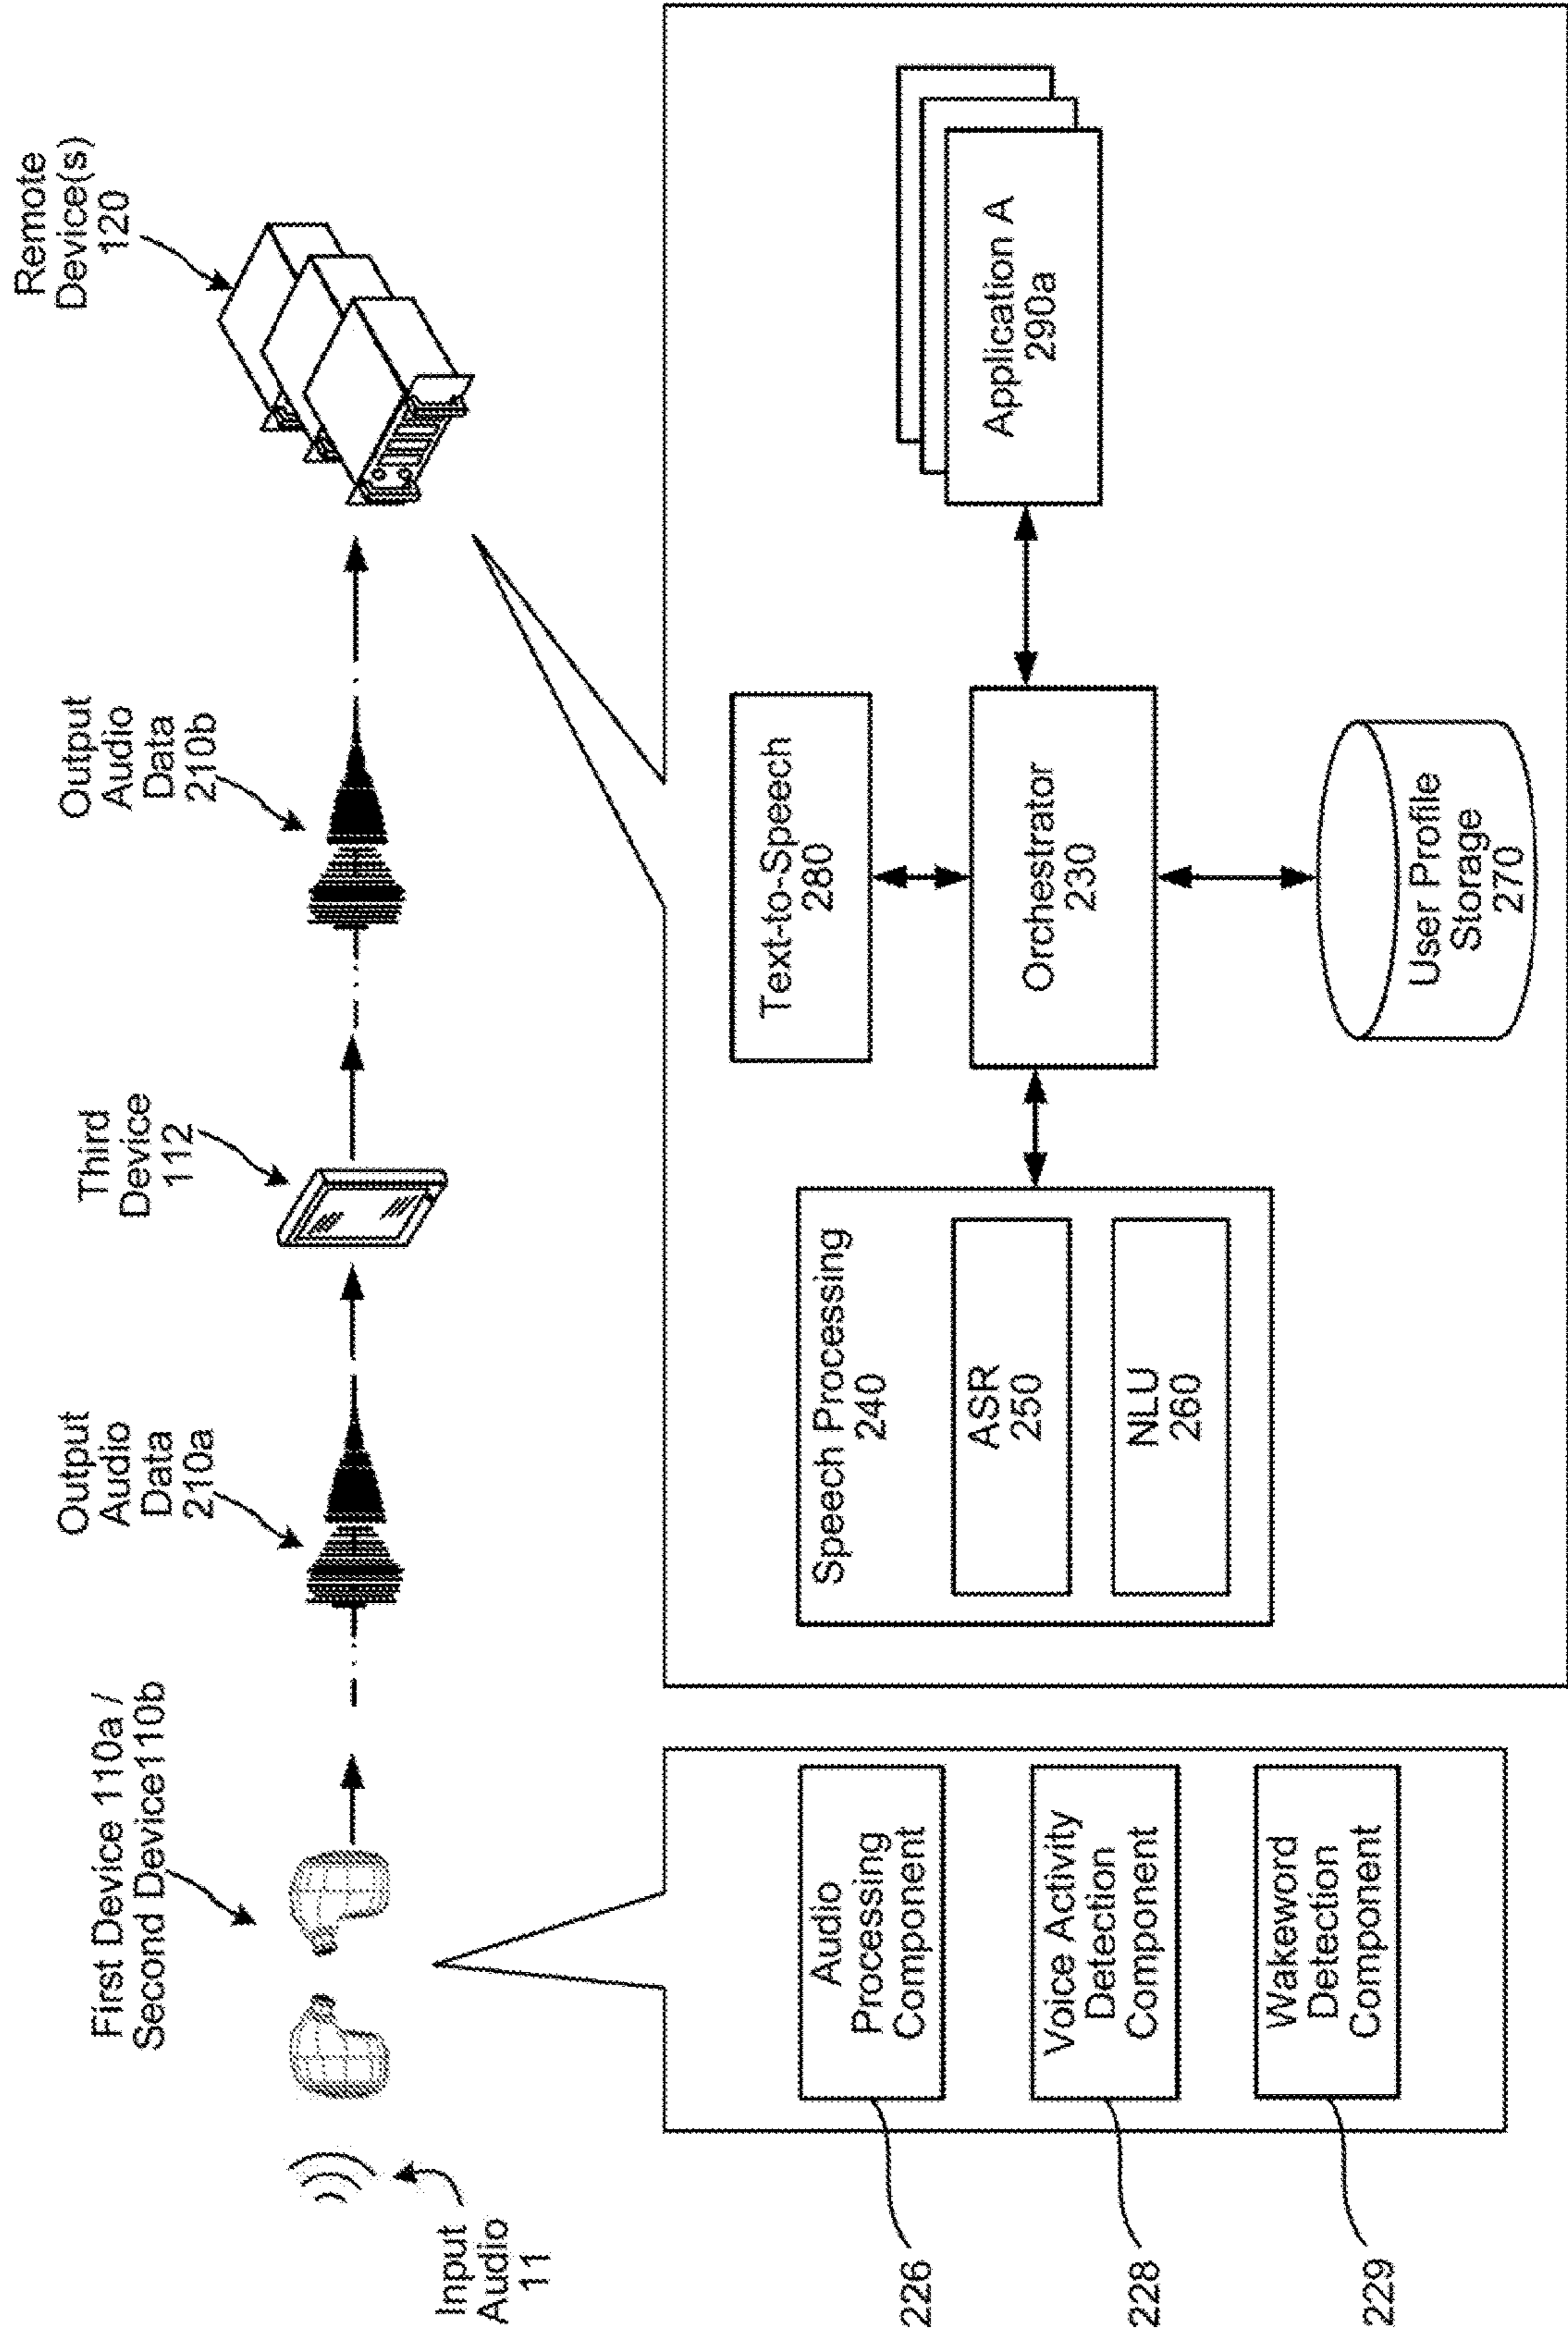 Input
Audio
11
First Device 110a /
Second Device110b
Output
Audio
Data
210a
Third
Device
112
Output
Audio
Data
210b
Remote
Device(s)
120
226
Audio
Processing
Component
228
Voice Activity
Detection
Component
229
Wakeword
Detection
Component
Speech Processing
240
ASR
250
NLU
260
Text-to-Speech
280
Orchestrator
230
User Profile
Storage
270
Application A
290a